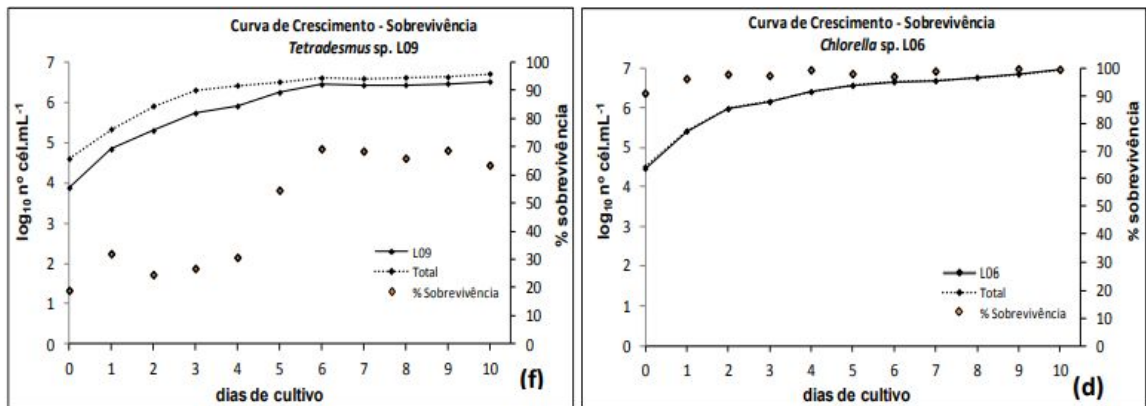 Curva de Crescimento - Sobrevivência
Tetradesmus sp. L09
log₁₀ nº cél.mL⁻¹
7
6
5
4
3
2
1
0
100
90
80
70
60
50
40
30
20
10
0
% sobrevivência
L09
Total
% Sobrevivência
0 1 2 3 4 5 6 7 8 9 10
dias de cultivo
(f)
Curva de Crescimento - Sobrevivência
Chlorella sp. L06
log₁₀ nº cél.mL⁻¹
7
6
5
4
3
2
1
0
100
90
80
70
60
50
40
30
20
10
0
% sobrevivência
L06
Total
% Sobrevivência
0 1 2 3 4 5 6 7 8 9 10
dias de cultivo
(d)